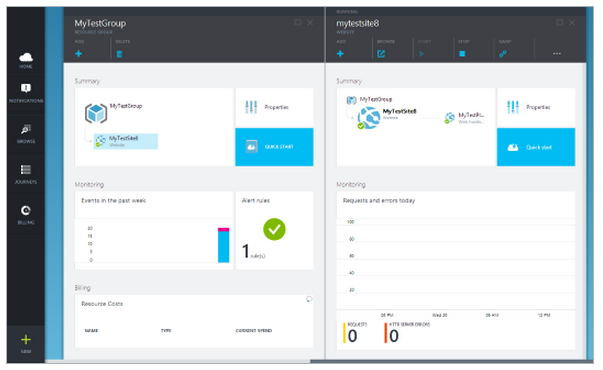 MyTestGroup
RESOURCE GROUP
ADD
DELETE
Summary
MyTestGroup
MyTestSite8
Website
Properties
QUICK START
Monitoring
Events in the past week
20
15
10
5
0
Alert rules
1 rule(s)
Billing
Resource Costs
NAME TYPE CURRENT SPEND
RUNNING
mytestsite8
WEBSITE
ADD
BROWSE
START
STOP
SWAP
...
Summary
MyTestGroup
MyTestSite8
Website
MyTestPl...
Web hostin...
Properties
Quick start
Monitoring
Requests and errors today
100
80
60
40
20
06 PM Wed 20 06 AM 12 PM
REQUESTS
0
HTTP SERVER ERRORS
0
HOME
NOTIFICATIONS
BROWSE
JOURNEYS
BILLING
NEW